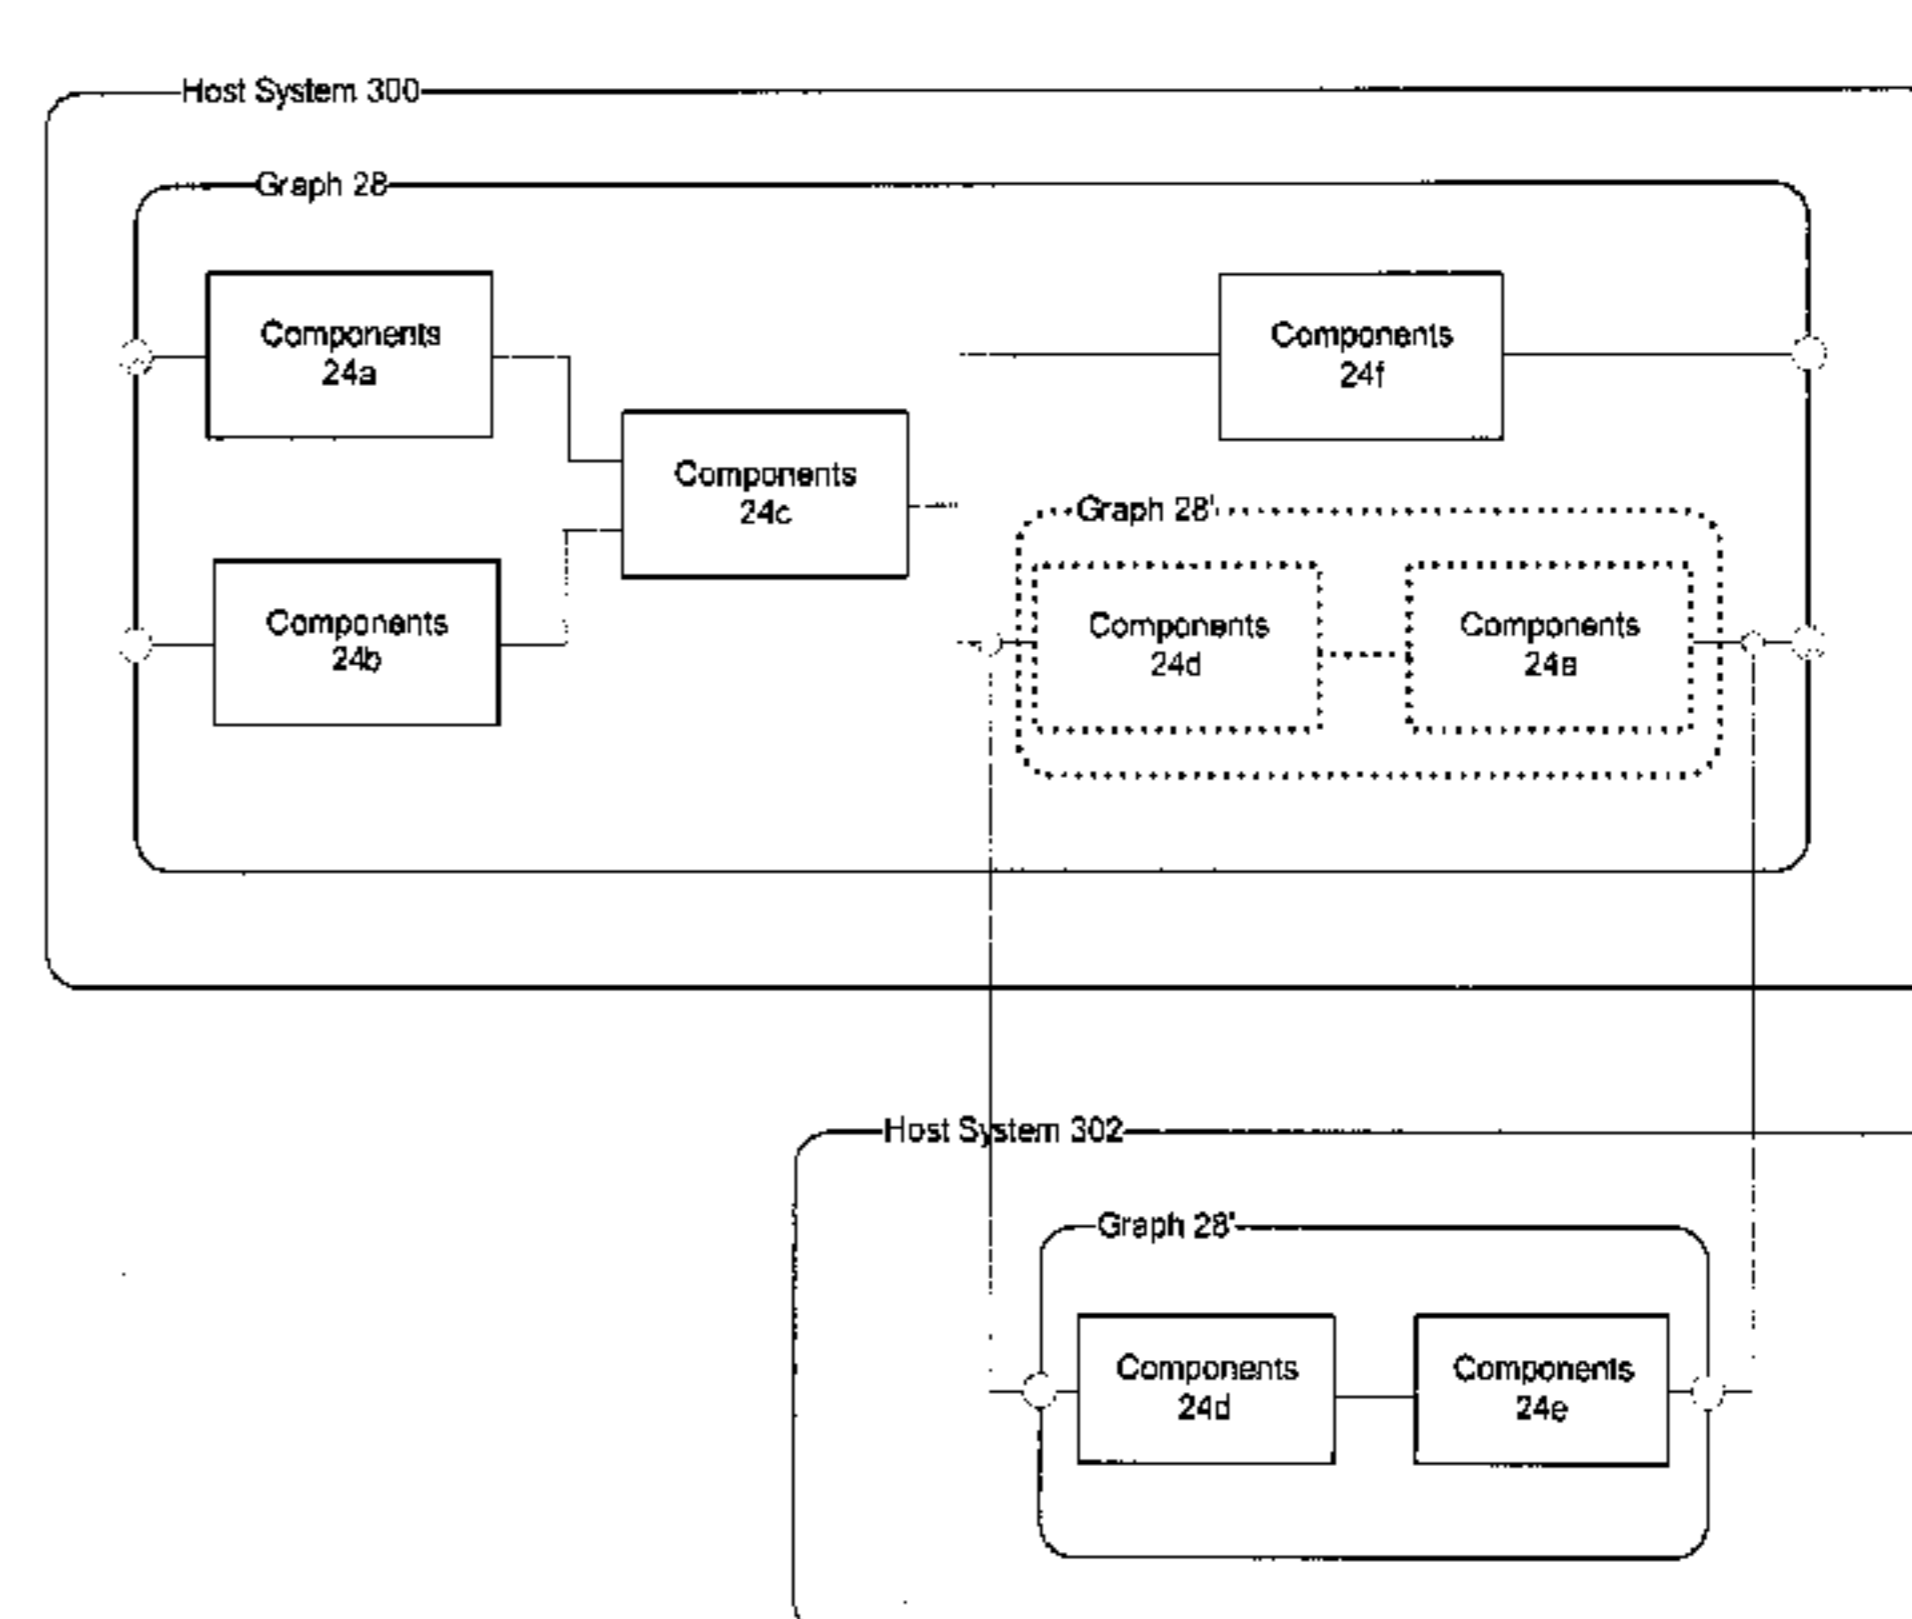 Host System 300
Graph 28
Components
24a
Components
24f
Components
24c
Graph 28'
Components
24b
Components
24d
Components
24e
Host System 302
Graph 28'
Components
24d
Components
24e